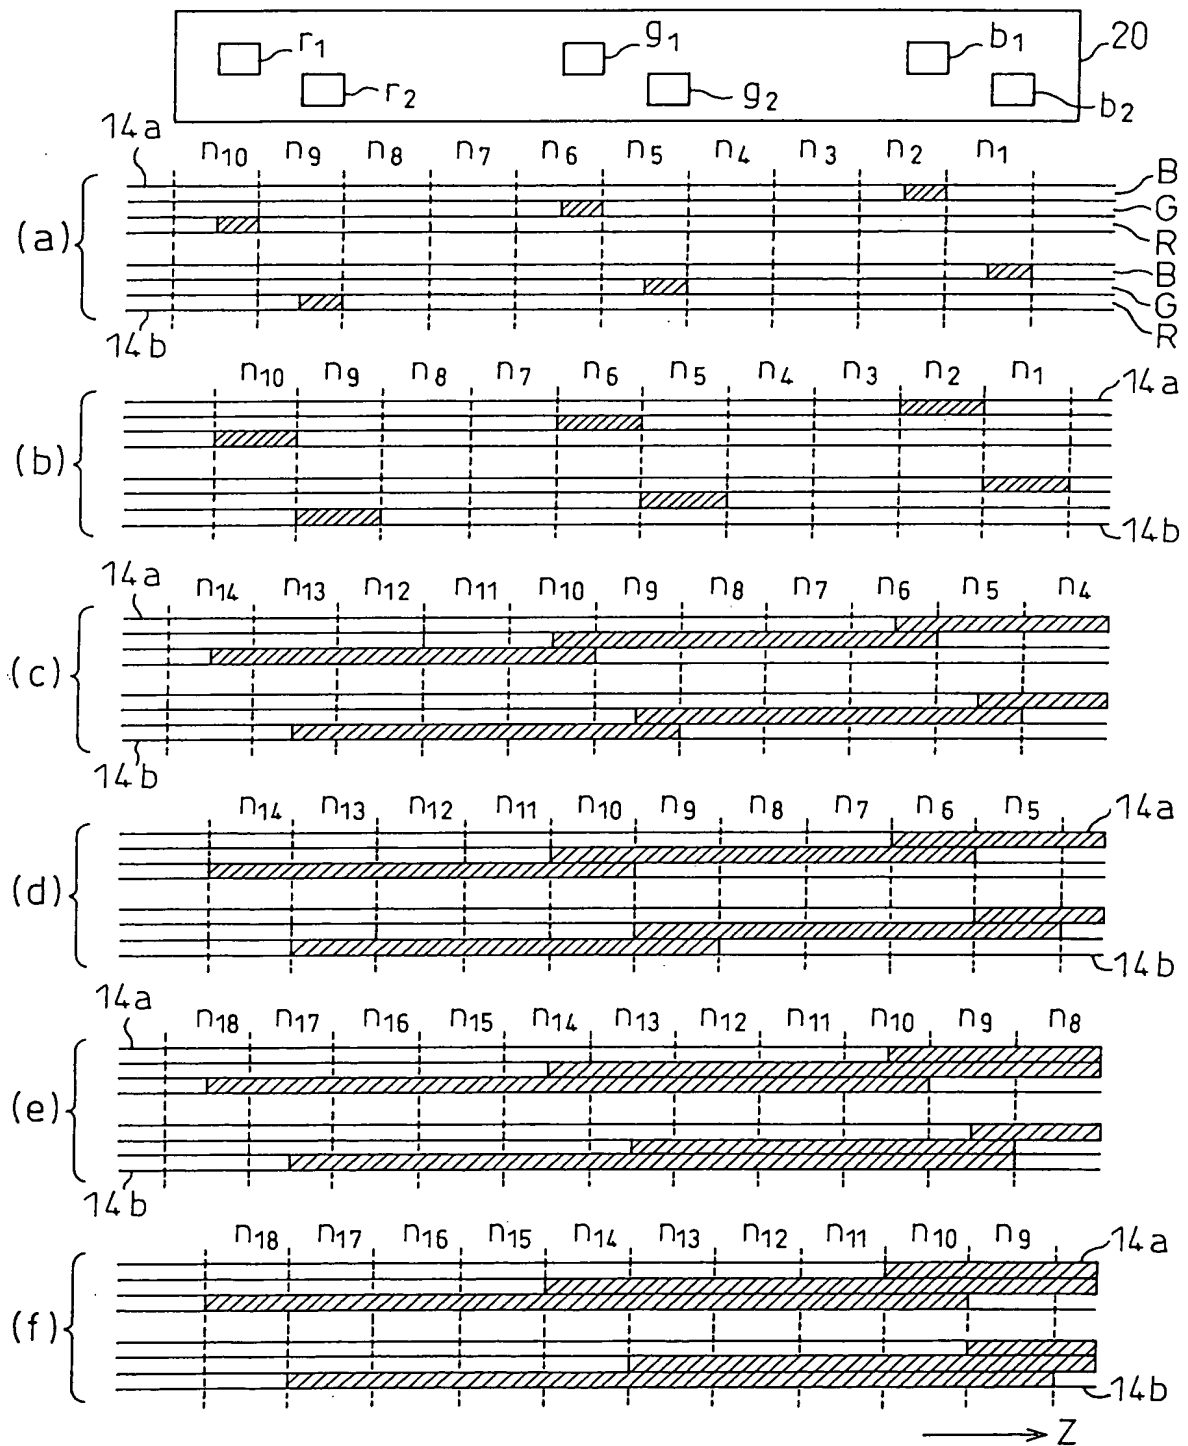 r1 g1 b1 20
r2 g2 b2
14a n10 n9 n8 n7 n6 n5 n4 n3 n2 n1
B
G
(a) R
B
G
14b R
n10 n9 n8 n7 n6 n5 n4 n3 n2 n1 14a
(b)
14b
14a n14 n13 n12 n11 n10 n9 n8 n7 n6 n5 n4
(c)
14b
n14 n13 n12 n11 n10 n9 n8 n7 n6 n5 14a
(d)
14b
14a n18 n17 n16 n15 n14 n13 n12 n11 n10 n9 n8
(e)
14b
n18 n17 n16 n15 n14 n13 n12 n11 n10 n9 14a
(f)
14b
Z